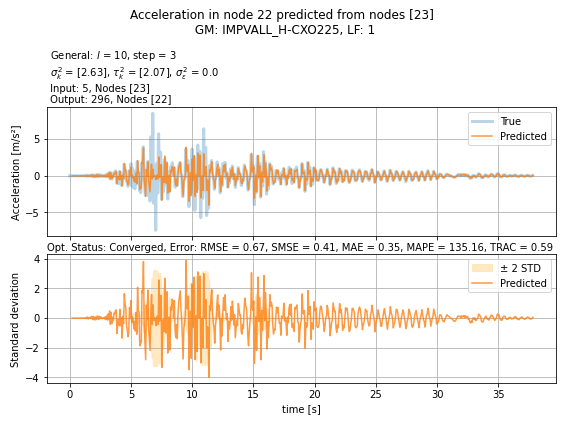 Acceleration in node 22 predicted from nodes [23]
GM: IMPVALL_H-CXO225, LF: 1
General: l = 10, step = 3
σ²ₖ = [2.63], τ²ₖ = [2.07], σ²ε = 0.0
Input: 5, Nodes [23]
Output: 296, Nodes [22]
Acceleration [m/s²]
5
0
−5
True
Predicted
Opt. Status: Converged, Error: RMSE = 0.67, SMSE = 0.41, MAE = 0.35, MAPE = 135.16, TRAC = 0.59
Standard deviation
4
2
0
−2
−4
± 2 STD
Predicted
0 5 10 15 20 25 30 35
time [s]